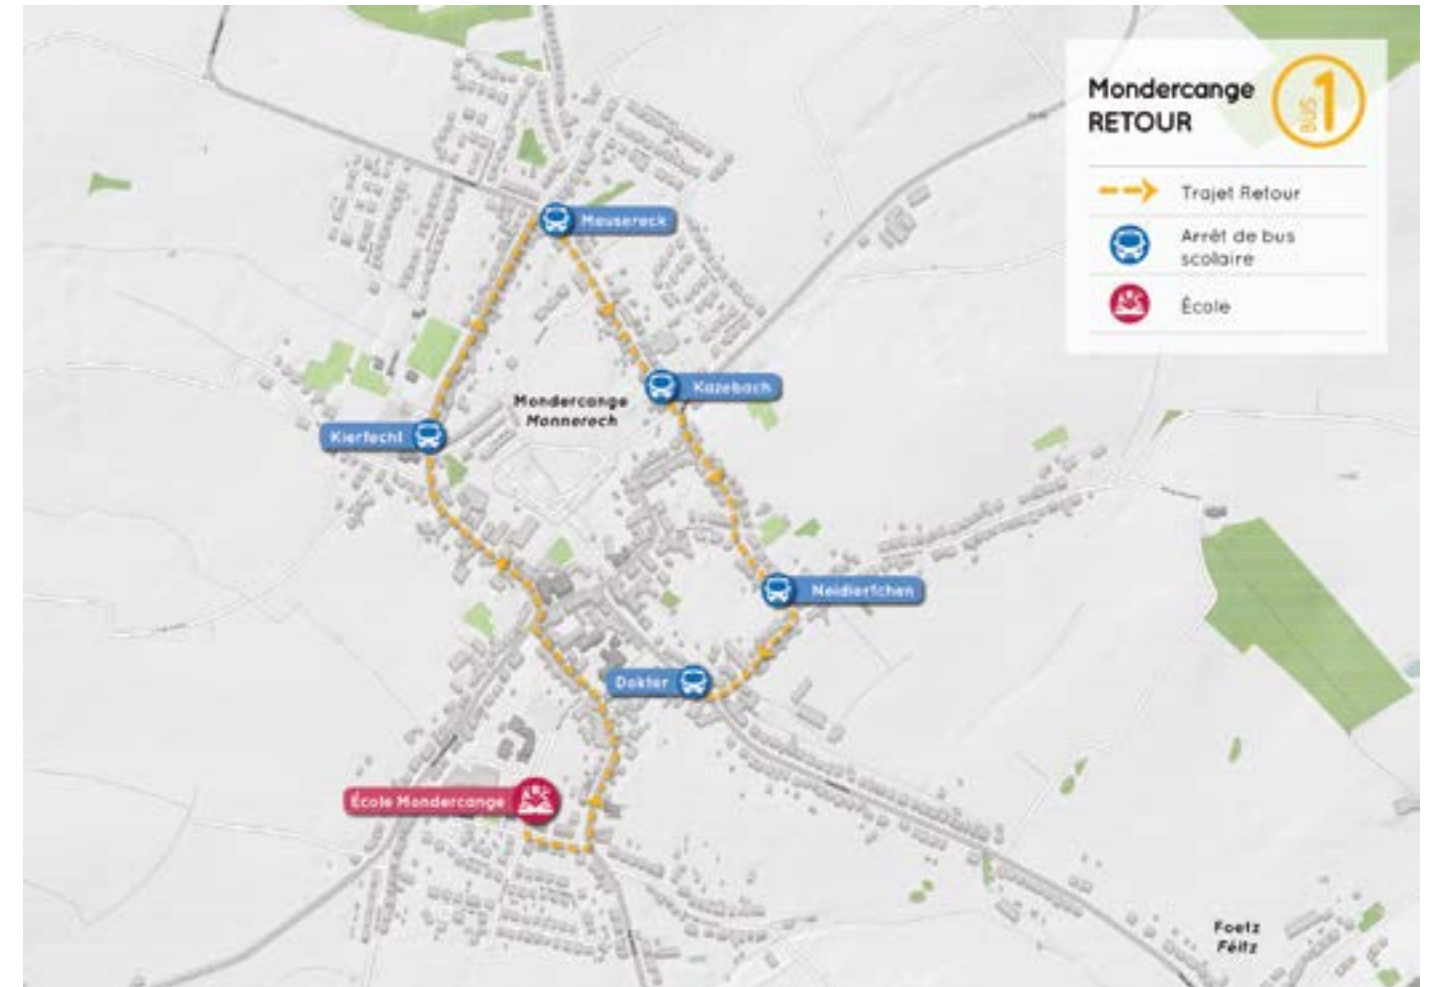 Mondercange
RETOUR
BUS 1
Trajet Retour
Arrêt de bus
scolaire
École
Mausereck
Kazebach
Mondercange
Monnerech
Kierfecht
Neidierfchen
Dokter
École Mondercange
Foetz
Féitz